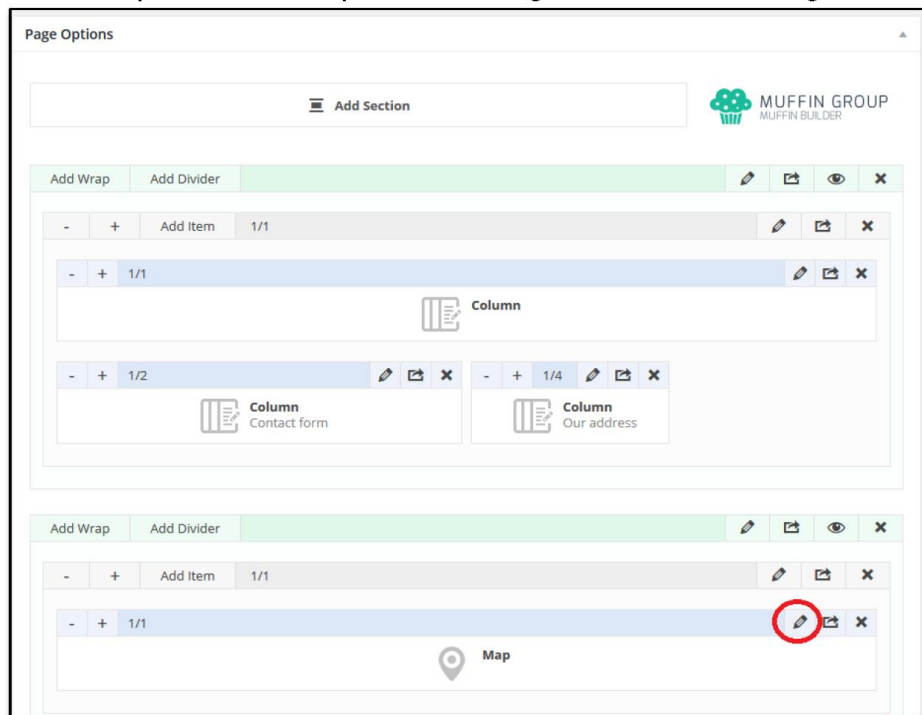 Page Options
Add Section
MUFFIN GROUP
MUFFIN BUILDER
Add Wrap Add Divider
- + Add Item 1/1
- + 1/1
Column
- + 1/2 - + 1/4
Column Column
Contact form Our address
Add Wrap Add Divider
- + Add Item 1/1
- + 1/1
Map